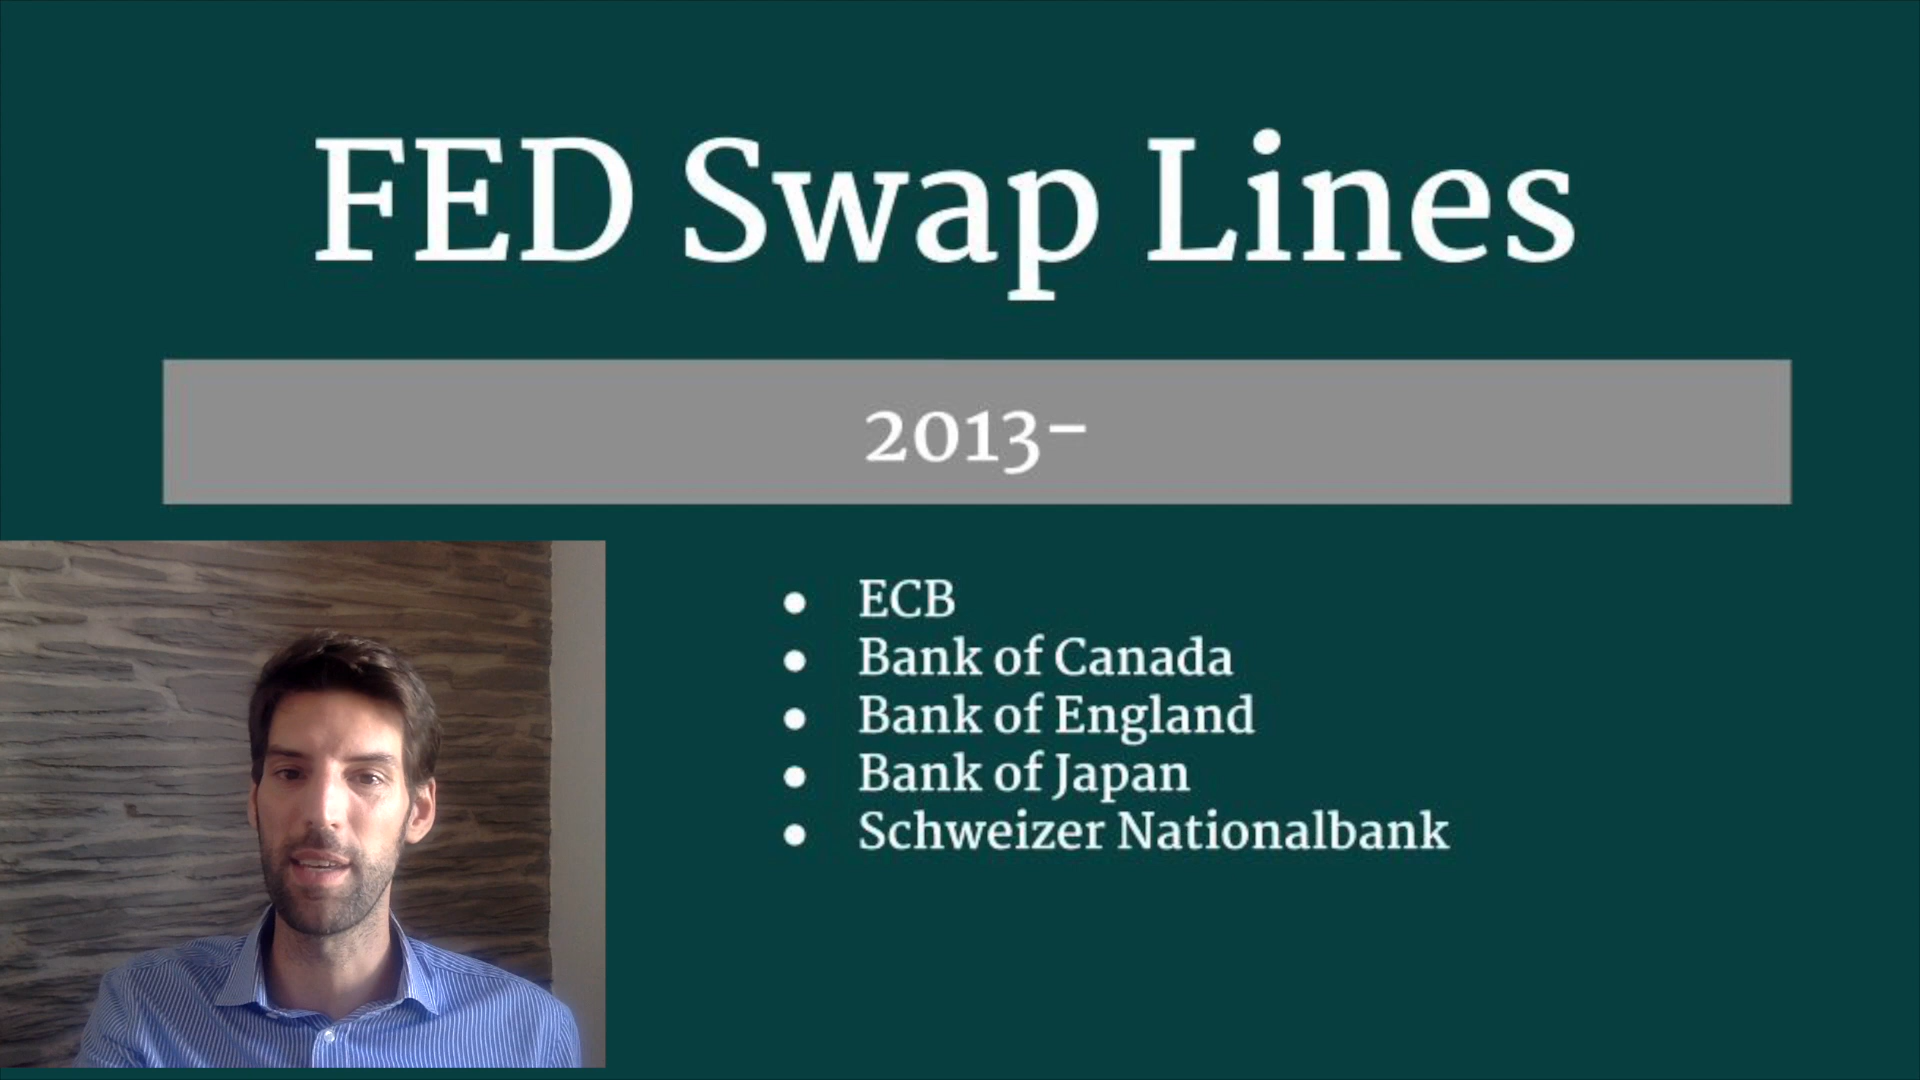 FED Swap Lines
2013–
● ECB
● Bank of Canada
● Bank of England
● Bank of Japan
● Schweizer Nationalbank